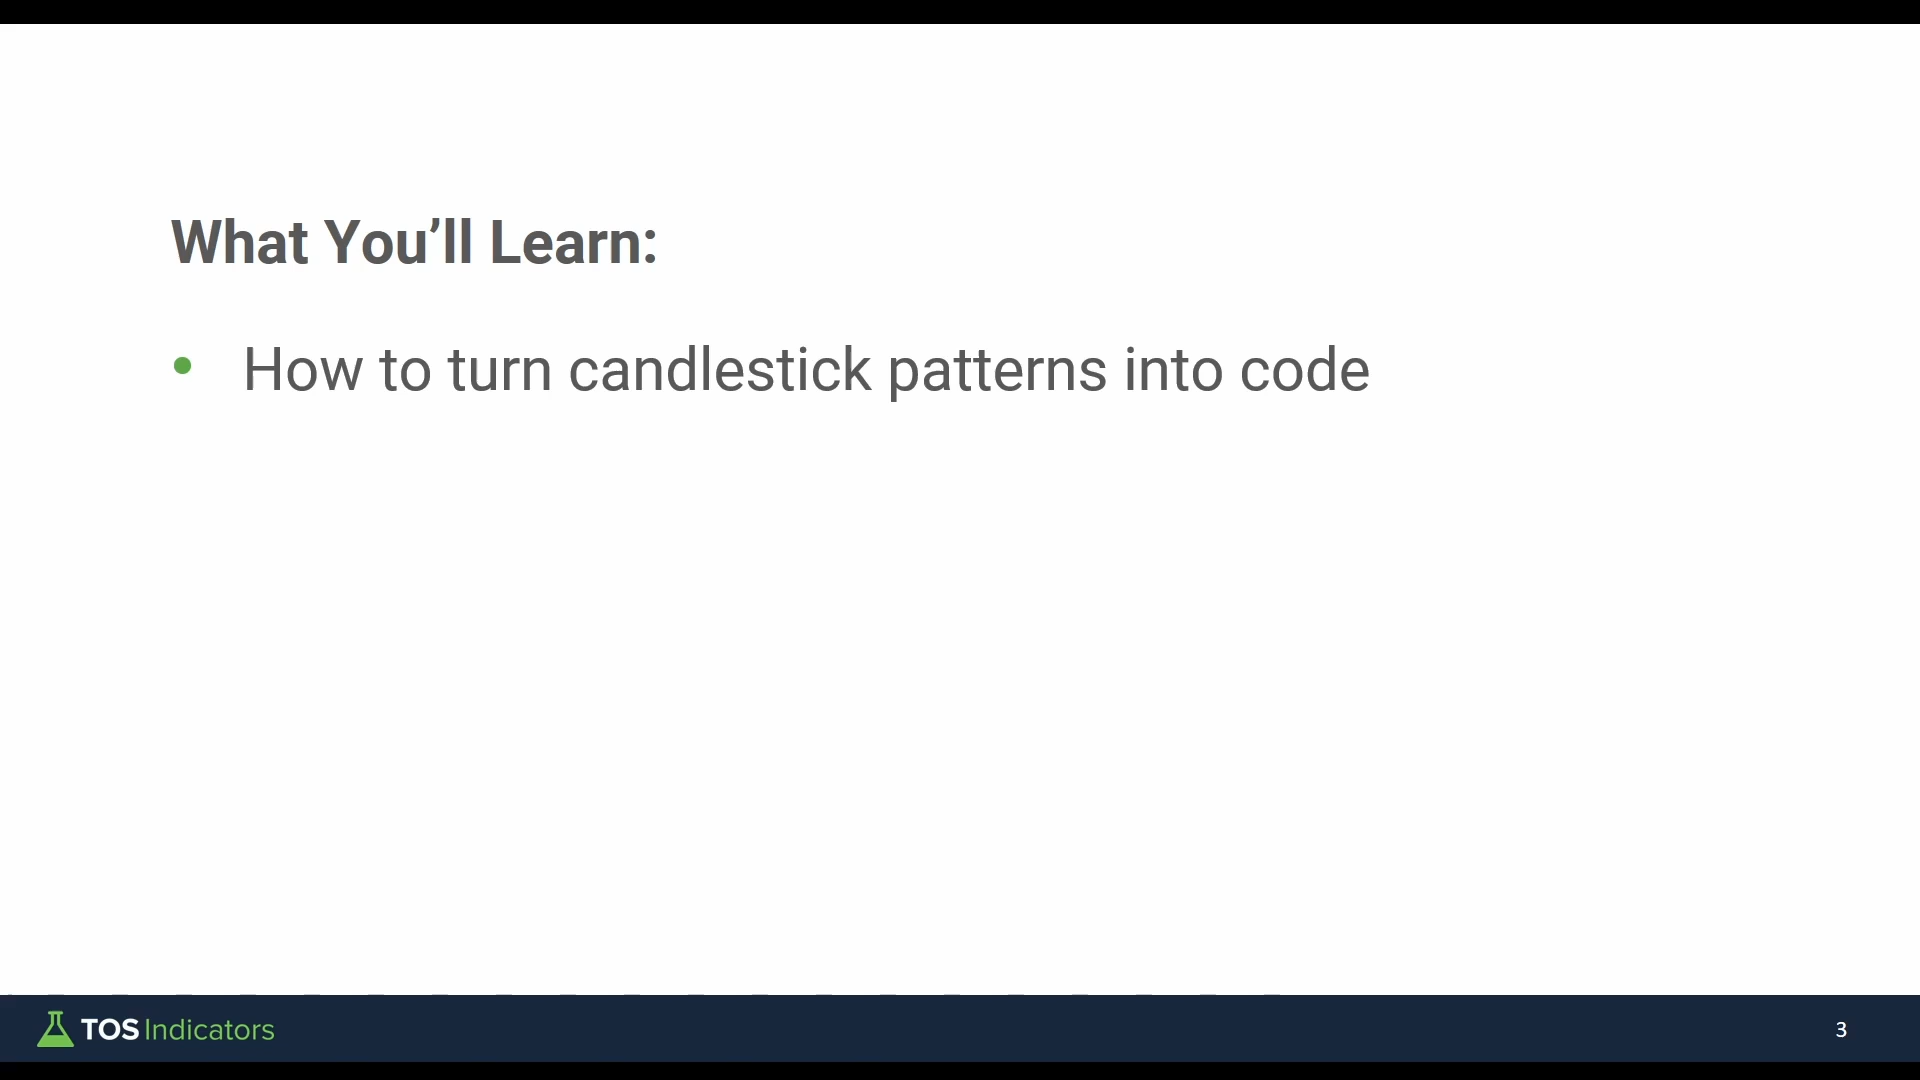 What You’ll Learn:
• How to turn candlestick patterns into code
TOS Indicators
3